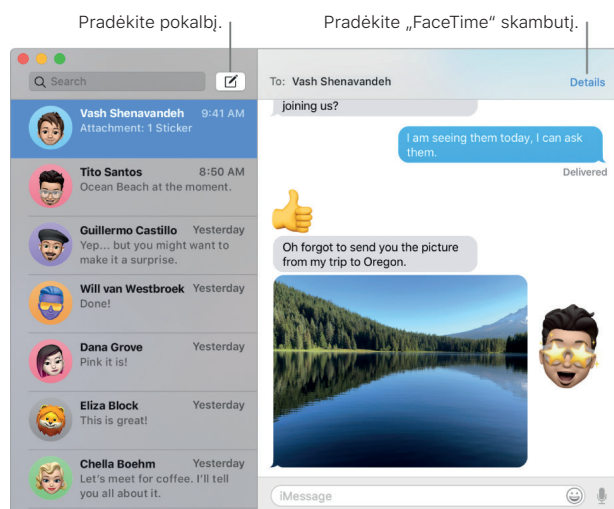 Pradėkite pokalbį.
Pradėkite „FaceTime“ skambutį.
Search
Vash Shenavandeh 9:41 AM
Attachment: 1 Sticker
Tito Santos 8:50 AM
Ocean Beach at the moment.
Guillermo Castillo Yesterday
Yep... but you might want to
make it a surprise.
Will van Westbroek Yesterday
Done!
Dana Grove Yesterday
Pink it is!
Eliza Block Yesterday
This is great!
Chella Boehm Yesterday
Let's meet for coffee. I'll tell
you all about it.
To: Vash Shenavandeh Details
joining us?
I am seeing them today, I can ask
them.
Delivered
Oh forgot to send you the picture
from my trip to Oregon.
iMessage